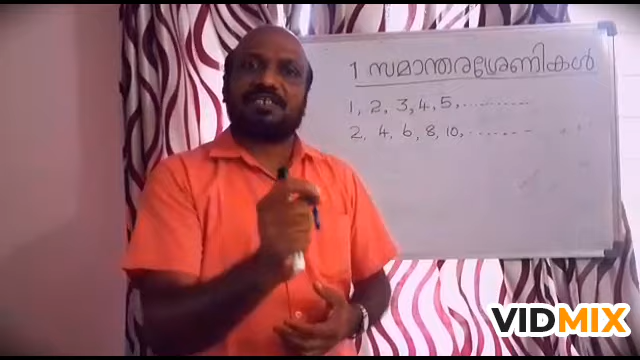 1 സമാന്തരശ്രേണികൾ
1, 2, 3, 4, 5, ...........
2, 4, 6, 8, 10, ........
VIDMIX